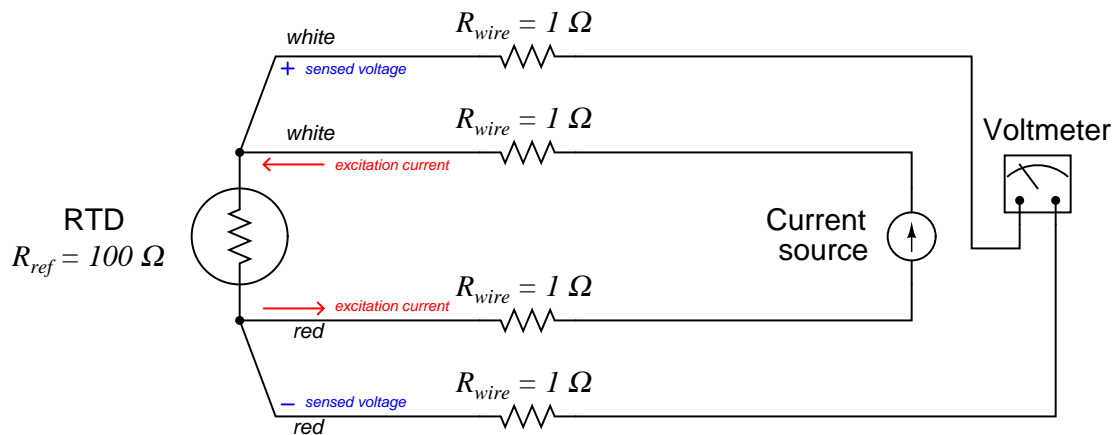 R_wire = 1 Ω
white
+ sensed voltage
R_wire = 1 Ω
white
excitation current
Voltmeter
RTD
R_ref = 100 Ω
Current
source
R_wire = 1 Ω
excitation current
red
R_wire = 1 Ω
– sensed voltage
red